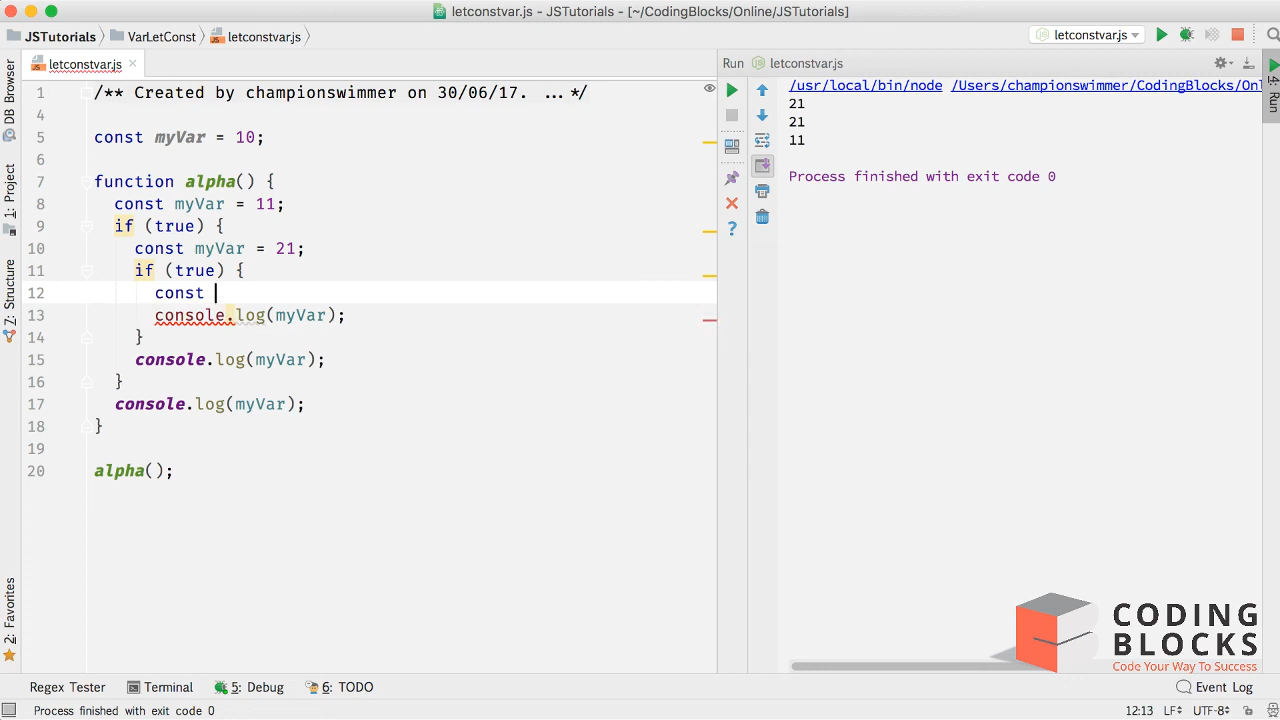 letconstvar.js - JSTutorials - [~/CodingBlocks/Online/JSTutorials]
JSTutorials VarLetConst letconstvar.js letconstvar.js
letconstvar.js Run letconstvar.js
1 /** Created by championswimmer on 30/06/17. ...*/
4
5 const myVar = 10;
6
7 function alpha() {
8 const myVar = 11;
9 if (true) {
10 const myVar = 21;
11 if (true) {
12 const
13 console.log(myVar);
14 }
15 console.log(myVar);
16 }
17 console.log(myVar);
18 }
19
20 alpha();
/usr/local/bin/node /Users/championswimmer/CodingBlocks/Onl
21
21
11
Process finished with exit code 0
DB Browser
1: Project
7: Structure
2: Favorites
4: Run
?
CODING
BLOCKS
Code Your Way To Success
Regex Tester Terminal 5: Debug 6: TODO Event Log
Process finished with exit code 0 12:13 LF UTF-8